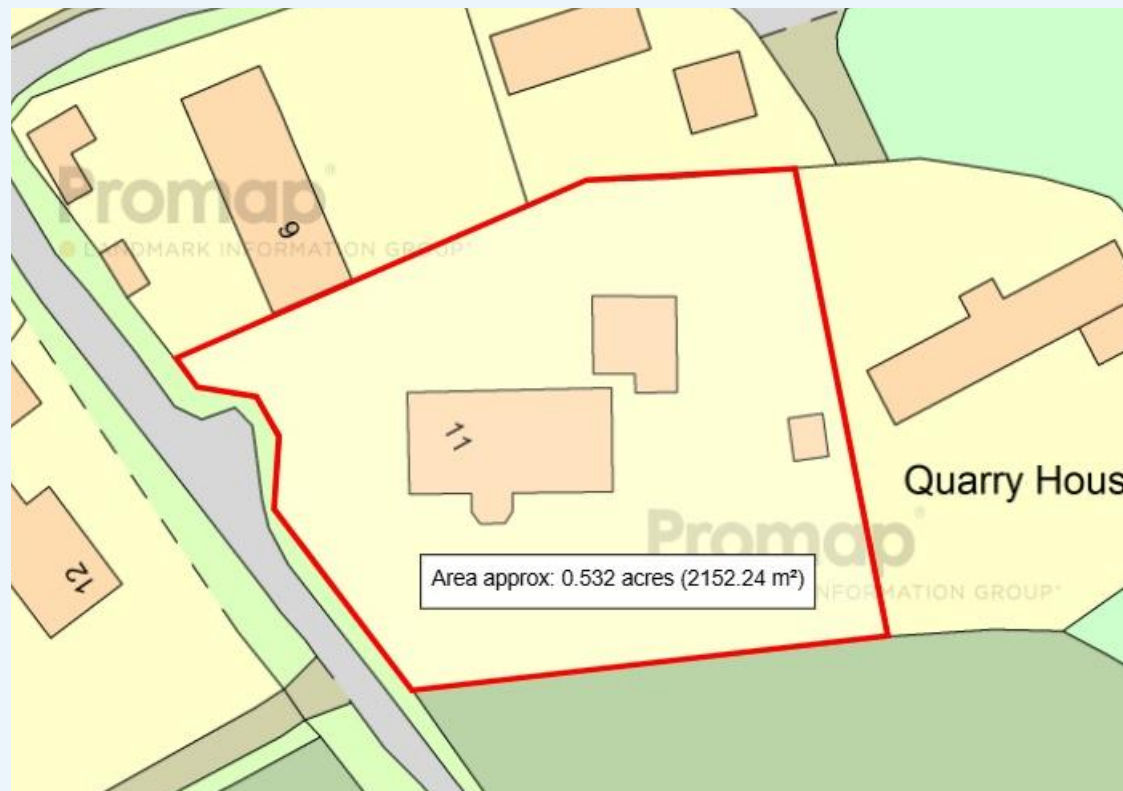 Promap®
LANDMARK INFORMATION GROUP®
9
11
Quarry Hous
Promap®
Area approx: 0.532 acres (2152.24 m²)
NFORMATION GROUP®
12